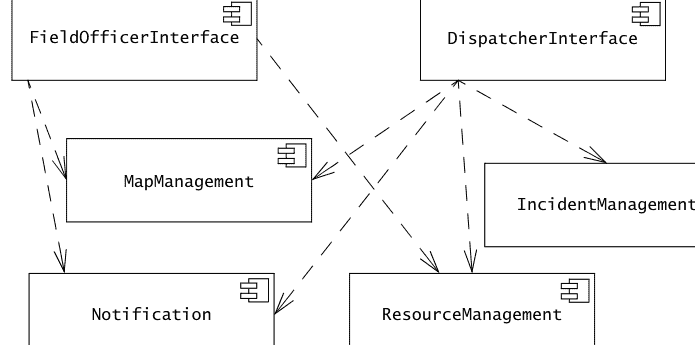 FieldOfficerInterface
DispatcherInterface
MapManagement
IncidentManagement
Notification
ResourceManagement